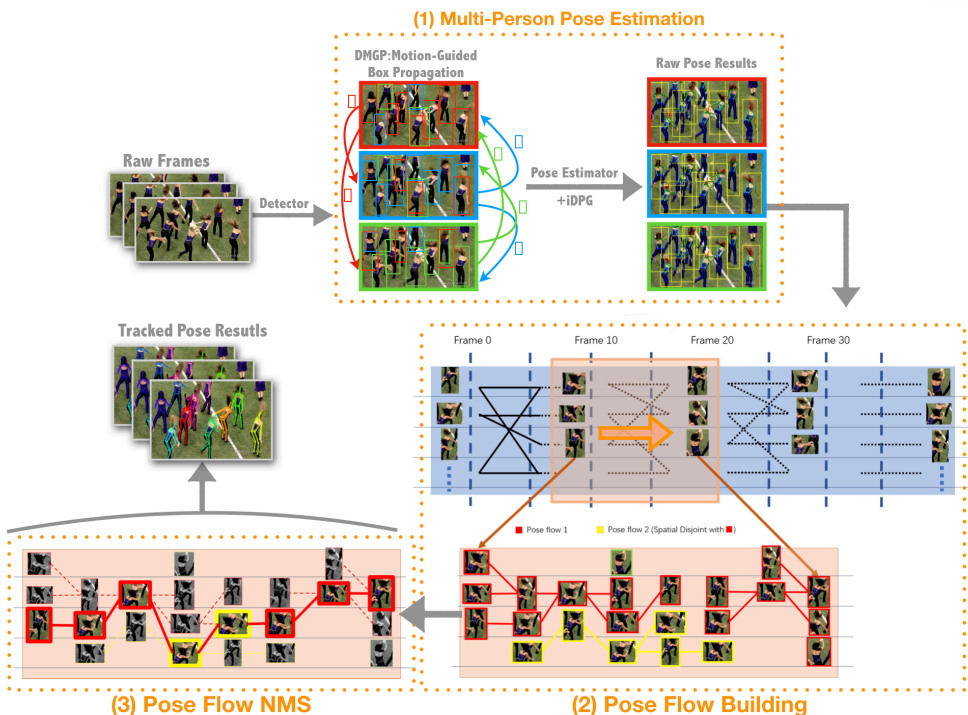 (1) Multi-Person Pose Estimation
DMGP:Motion-Guided
Box Propagation
Raw Pose Results
Raw Frames
Detector
Pose Estimator
+iDPG
Tracked Pose Resutls
Frame 0
Frame 10
Frame 20
Frame 30
Pose flow 1
Pose flow 2 (Spatial Disjoint with )
(3) Pose Flow NMS
(2) Pose Flow Building